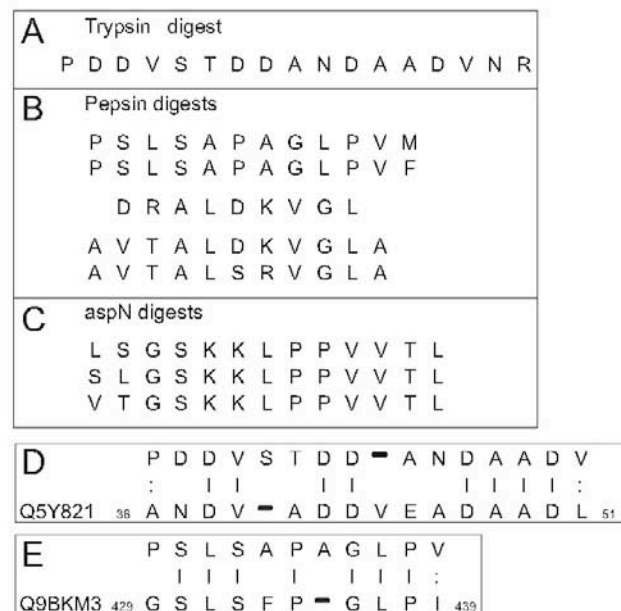 A Trypsin digest
P D D V S T D D A N D A A D V N R
B Pepsin digests
P S L S A P A G L P V M
P S L S A P A G L P V F
D R A L D K V G L
A V T A L D K V G L A
A V T A L S R V G L A
C aspN digests
L S G S K K L P P V V T L
S L G S K K L P P V V T L
V T G S K K L P P V V T L
D P D D V S T D D - A N D A A D V
: | | | | | | | | :
Q5Y821 36 A N D V - A D D V E A D A A D L 51
E P S L S A P A G L P V
| | | | | | | :
Q9BKM3 429 G S L S F P - G L P I 439